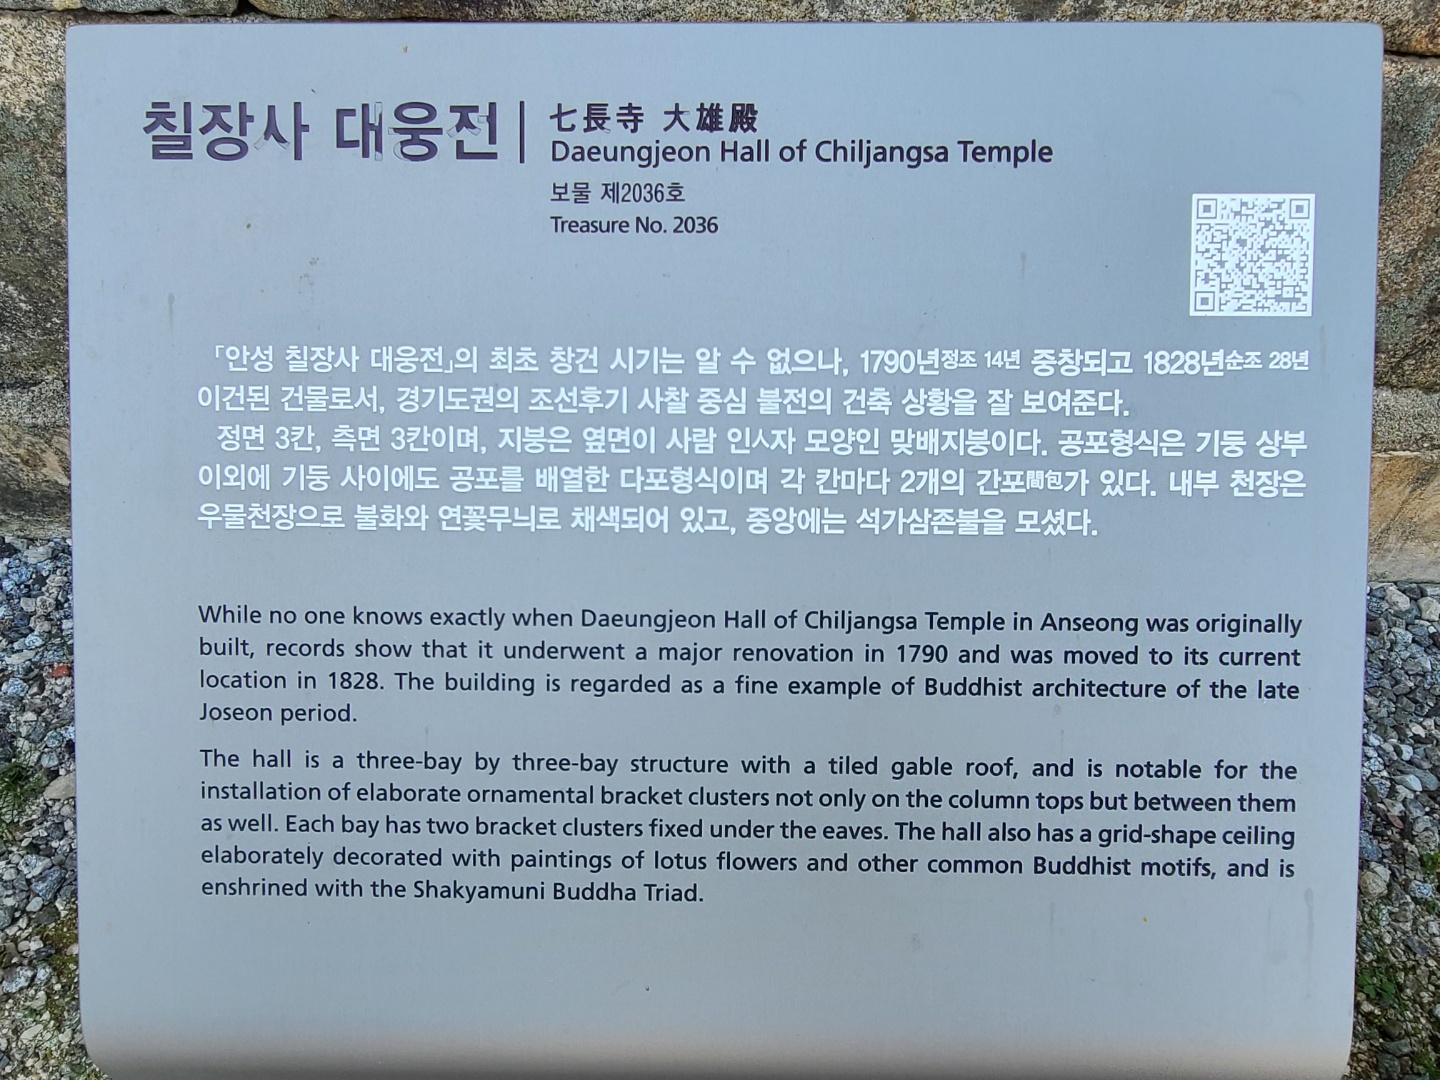 칠장사 대웅전
七長寺 大雄殿
Daeungjeon Hall of Chiljangsa Temple
보물 제2036호
Treasure No. 2036
「안성 칠장사 대웅전」의 최초 창건 시기는 알 수 없으나, 1790년정조 14년 중창되고 1828년순조 28년
이건된 건물로서, 경기도권의 조선후기 사찰 중심 불전의 건축 상황을 잘 보여준다.
정면 3칸, 측면 3칸이며, 지붕은 옆면이 사람 인人자 모양인 맞배지붕이다. 공포형식은 기둥 상부
이외에 기둥 사이에도 공포를 배열한 다포형식이며 각 칸마다 2개의 간포間包가 있다. 내부 천장은
우물천장으로 불화와 연꽃무늬로 채색되어 있고, 중앙에는 석가삼존불을 모셨다.
While no one knows exactly when Daeungjeon Hall of Chiljangsa Temple in Anseong was originally
built, records show that it underwent a major renovation in 1790 and was moved to its current
location in 1828. The building is regarded as a fine example of Buddhist architecture of the late
Joseon period.
The hall is a three-bay by three-bay structure with a tiled gable roof, and is notable for the
installation of elaborate ornamental bracket clusters not only on the column tops but between them
as well. Each bay has two bracket clusters fixed under the eaves. The hall also has a grid-shape ceiling
elaborately decorated with paintings of lotus flowers and other common Buddhist motifs, and is
enshrined with the Shakyamuni Buddha Triad.